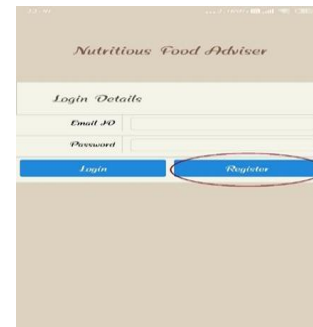 Nutritious Food Adviser
Login Details
Email ID
Password
Login Register